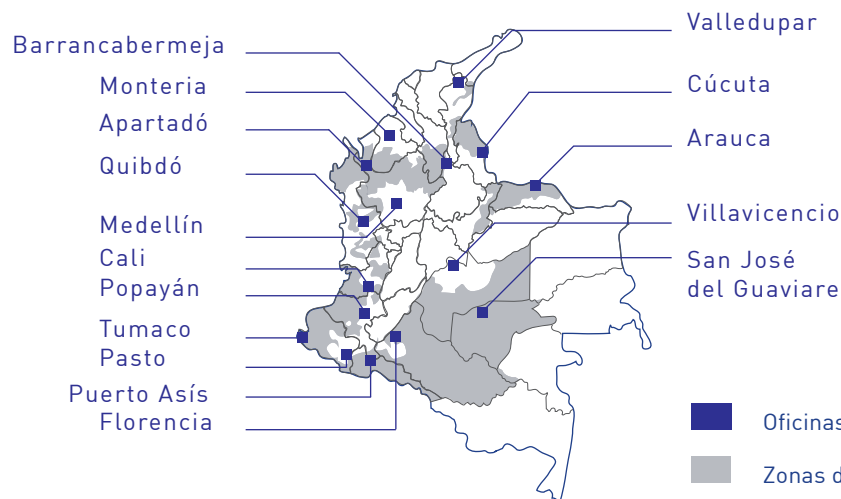 Barrancabermeja
Monteria
Apartadó
Quibdó
Medellín
Cali
Popayán
Tumaco
Pasto
Puerto Asís
Florencia
Valledupar
Cúcuta
Arauca
Villavicencio
San José
del Guaviare
Oficinas
Zonas d